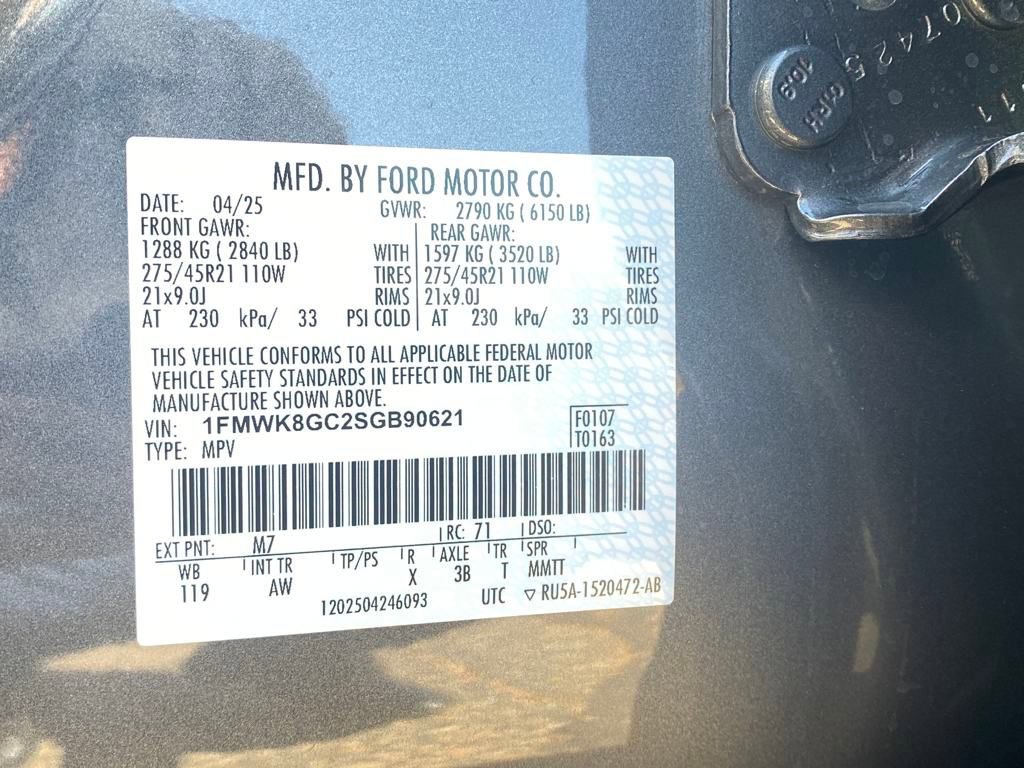 MFD. BY FORD MOTOR CO.
DATE: 04/25 GVWR: 2790 KG ( 6150 LB)
FRONT GAWR: REAR GAWR:
1288 KG ( 2840 LB) WITH 1597 KG ( 3520 LB) WITH
275/45R21 110W TIRES 275/45R21 110W TIRES
21x9.0J RIMS 21x9.0J RIMS
AT 230 kPa/ 33 PSI COLD AT 230 kPa/ 33 PSI COLD
THIS VEHICLE CONFORMS TO ALL APPLICABLE FEDERAL MOTOR
VEHICLE SAFETY STANDARDS IN EFFECT ON THE DATE OF
MANUFACTURE SHOWN ABOVE.
VIN: 1FMWK8GC2SGB90621 F0107
TYPE: MPV T0163
EXT PNT: M7 RC: 71 DSO:
WB INT TR TP/PS R AXLE TR SPR
119 AW X 3B T MMTT
1202504246093 UTC ▽ RU5A-1520472-AB
07425
10.9